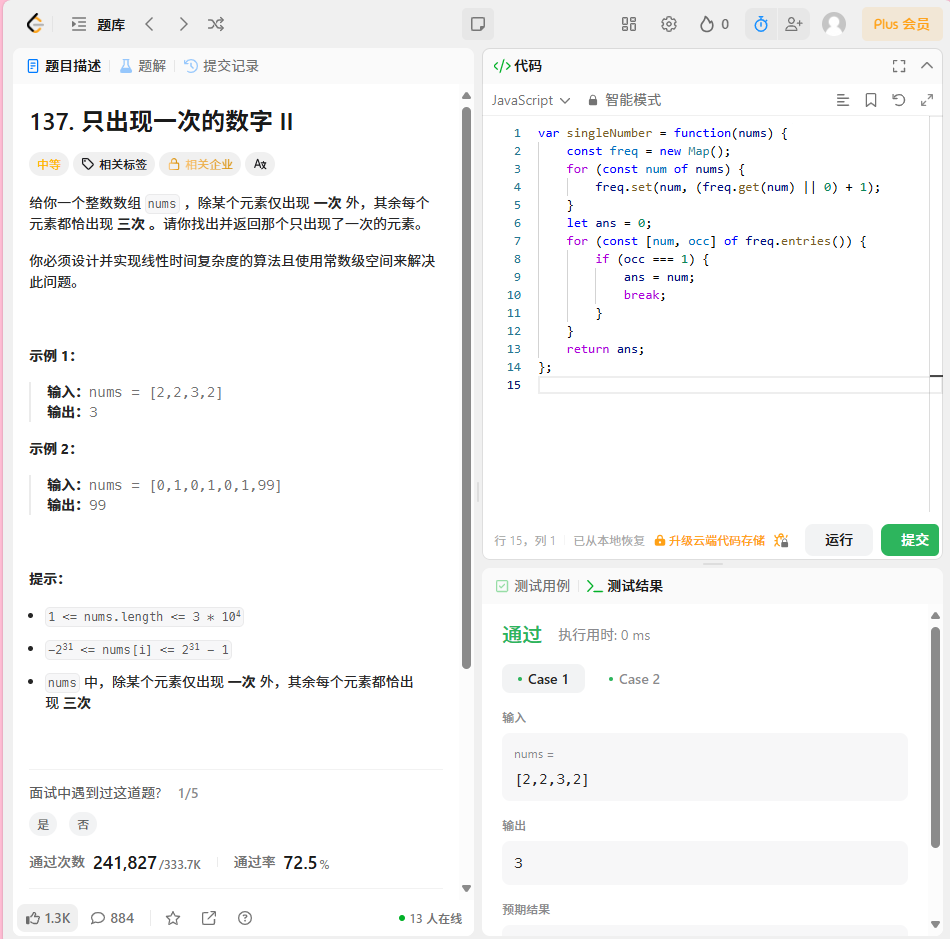 题库
0
Plus 会员
题目描述
题解
提交记录
137. 只出现一次的数字 II
中等
相关标签
相关企业
给你一个整数数组 nums ，除某个元素仅出现 一次 外，其余每个
元素都恰出现 三次 。请你找出并返回那个只出现了一次的元素。
你必须设计并实现线性时间复杂度的算法且使用常数级空间来解决
此问题。
示例 1：
输入：nums = [2,2,3,2]
输出：3
示例 2：
输入：nums = [0,1,0,1,0,1,99]
输出：99
提示：
1 <= nums.length <= 3 * 10⁴
-2³¹ <= nums[i] <= 2³¹ - 1
nums 中，除某个元素仅出现 一次 外，其余每个元素都恰出
现 三次
面试中遇到过这道题? 1/5
是
否
通过次数 241,827/333.7K
通过率 72.5%
1.3K
884
13 人在线
</> 代码
JavaScript
智能模式
1 var singleNumber = function(nums) {
2     const freq = new Map();
3     for (const num of nums) {
4         freq.set(num, (freq.get(num) || 0) + 1);
5     }
6     let ans = 0;
7     for (const [num, occ] of freq.entries()) {
8         if (occ === 1) {
9             ans = num;
10             break;
11         }
12     }
13     return ans;
14 };
15
行 15，列 1
已从本地恢复
升级云端代码存储
运行
提交
测试用例
测试结果
通过
执行用时: 0 ms
Case 1
Case 2
输入
nums =
[2,2,3,2]
输出
3
预期结果